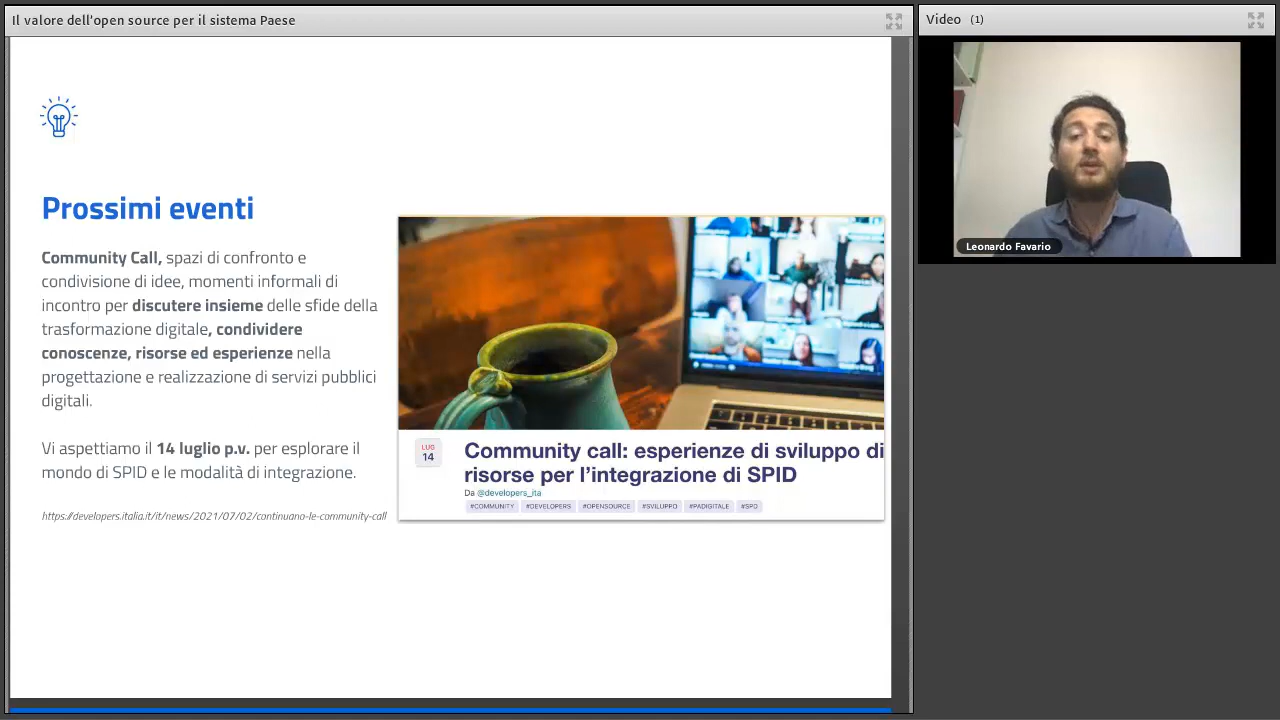 Il valore dell'open source per il sistema Paese
Video (1)
Leonardo Favario
Prossimi eventi
Community Call, spazi di confronto e
condivisione di idee, momenti informali di
incontro per discutere insieme delle sfide della
trasformazione digitale, condividere
conoscenze, risorse ed esperienze nella
progettazione e realizzazione di servizi pubblici
digitali.
Vi aspettiamo il 14 luglio p.v. per esplorare il
mondo di SPID e le modalità di integrazione.
https://developers.italia.it/it/news/2021/07/02/continuano-le-community-call
LUG
14
Community call: esperienze di sviluppo di
risorse per l'integrazione di SPID
Da @developers_ita
#COMMUNITY #DEVELOPERS #OPENSOURCE #SVILUPPO #PADIGITALE #SPID